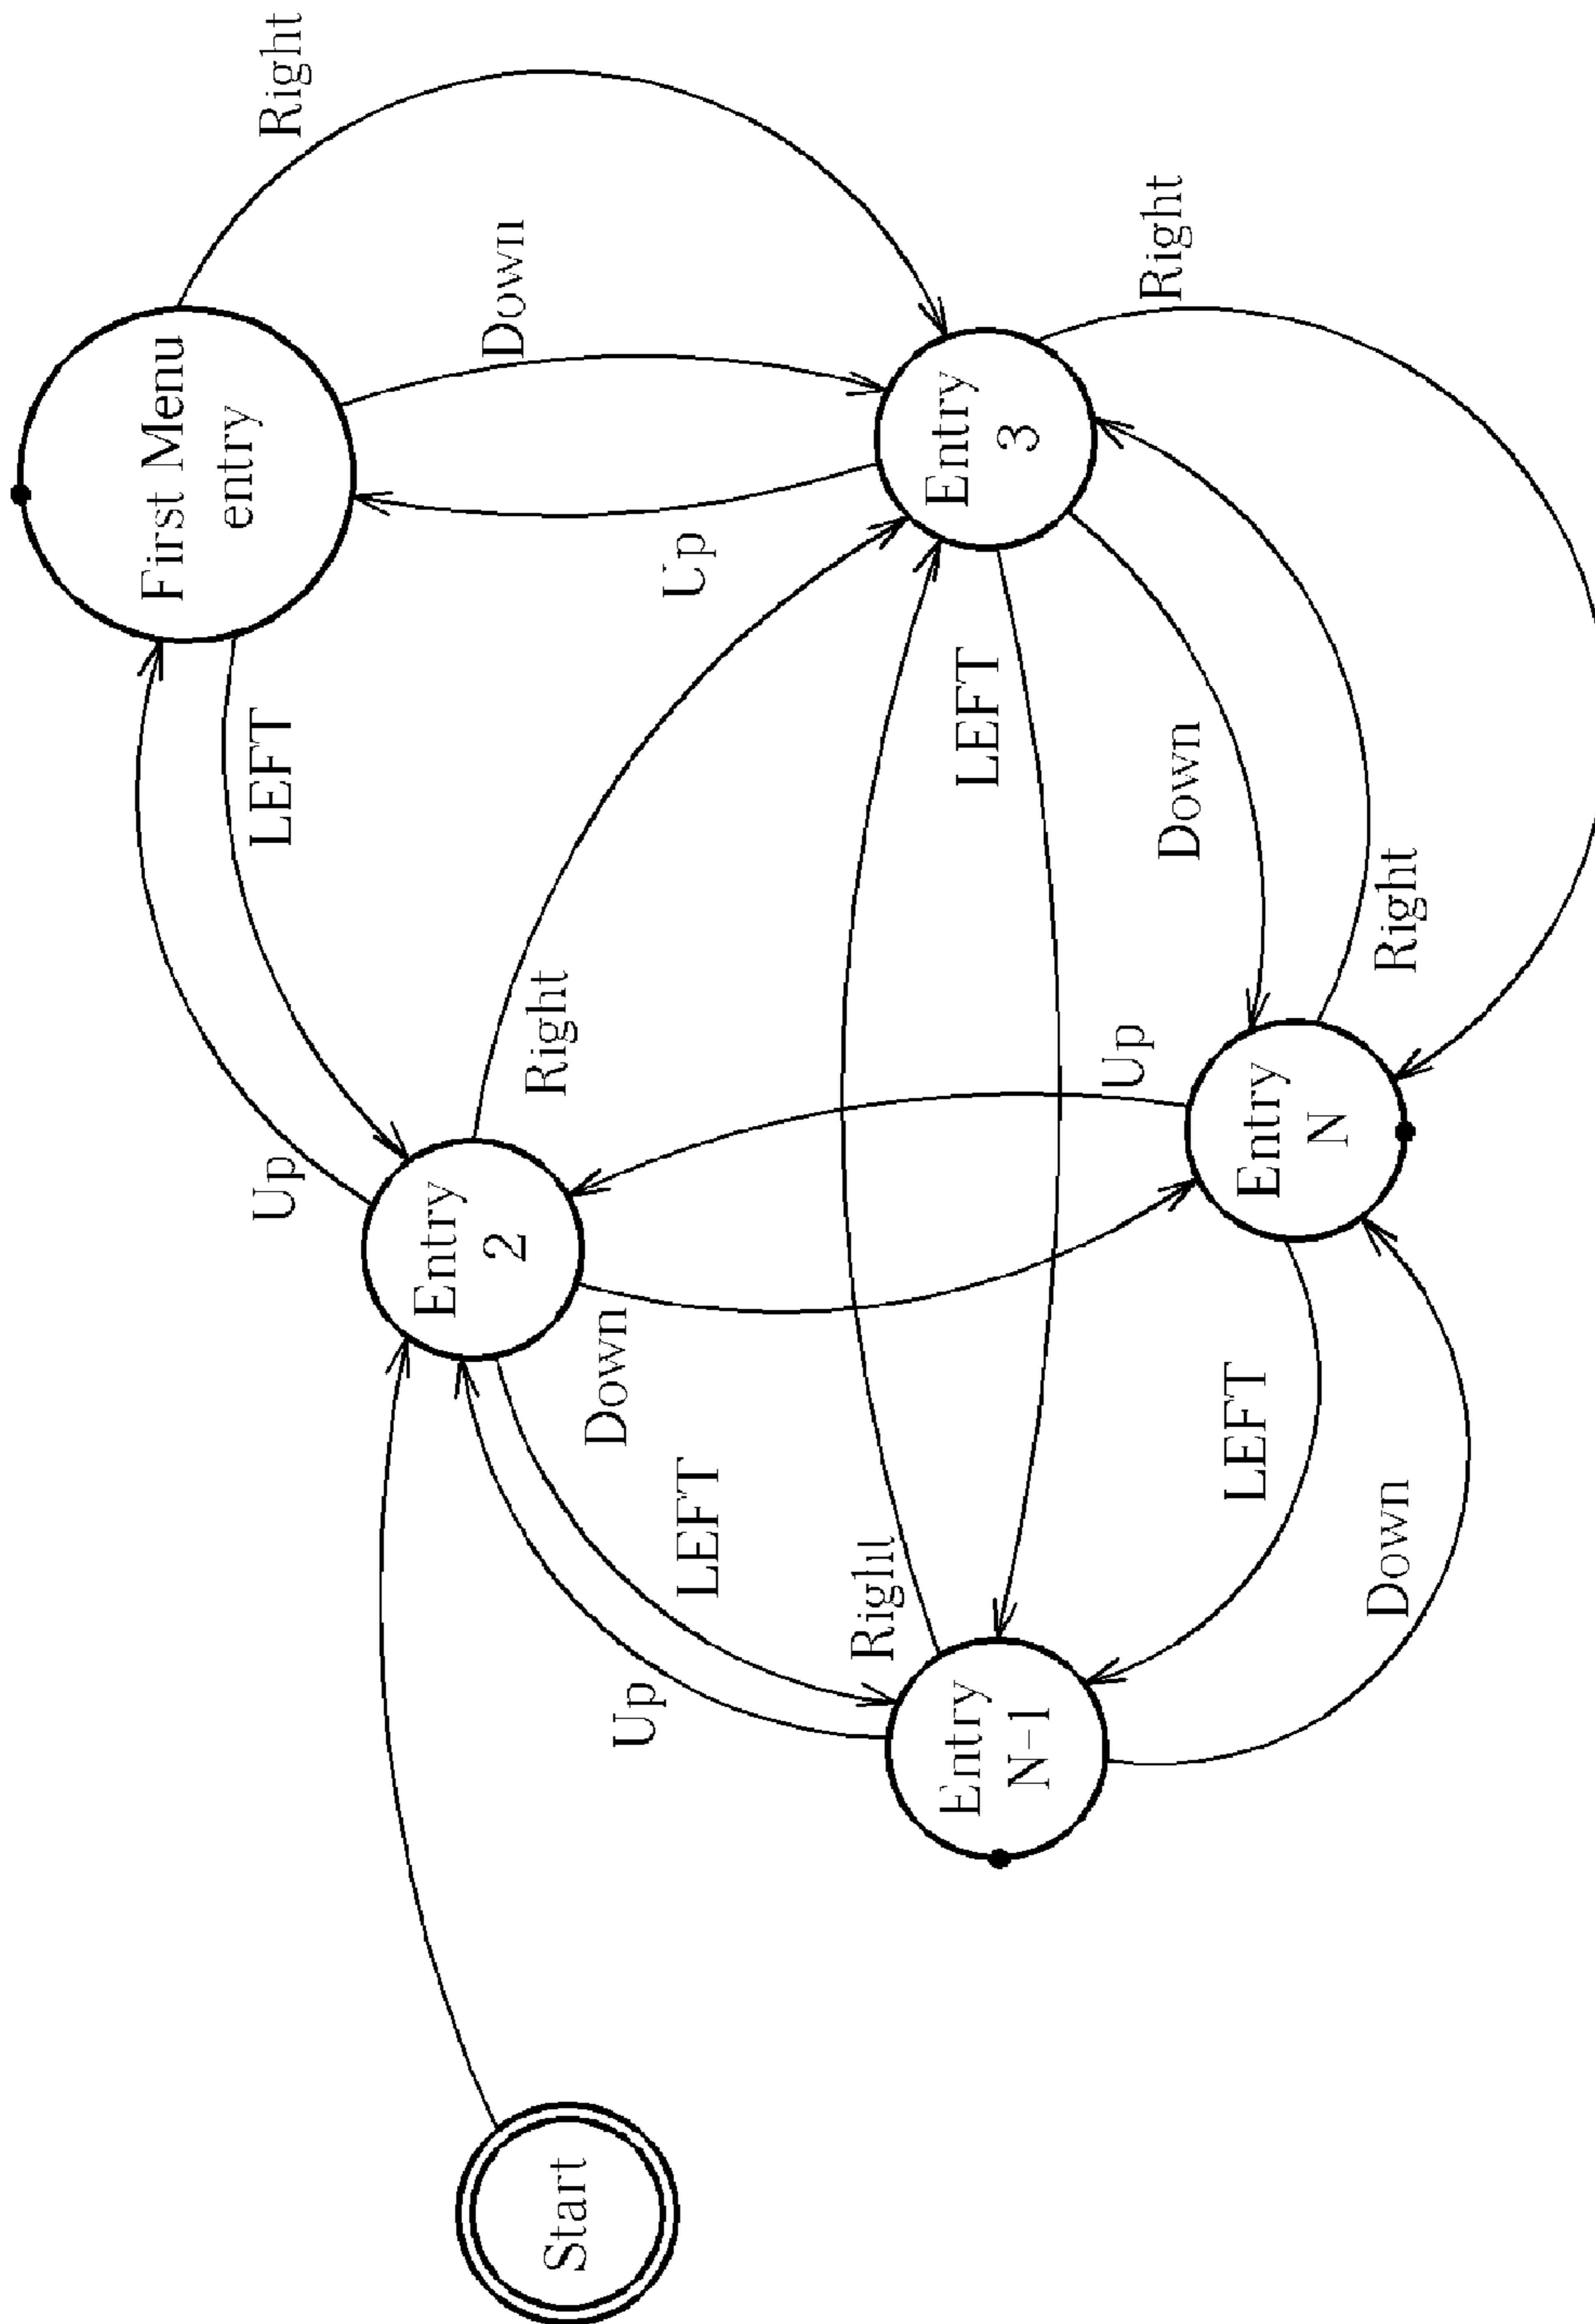 Start
Up
LEFT
First Menu
entry
Right
Entry
2
Right
Down
Down
LEFT
Up
Up
Right
LEFT
Entry
3
Entry
N-1
Up
Down
Right
LEFT
Entry
N
Down
Right